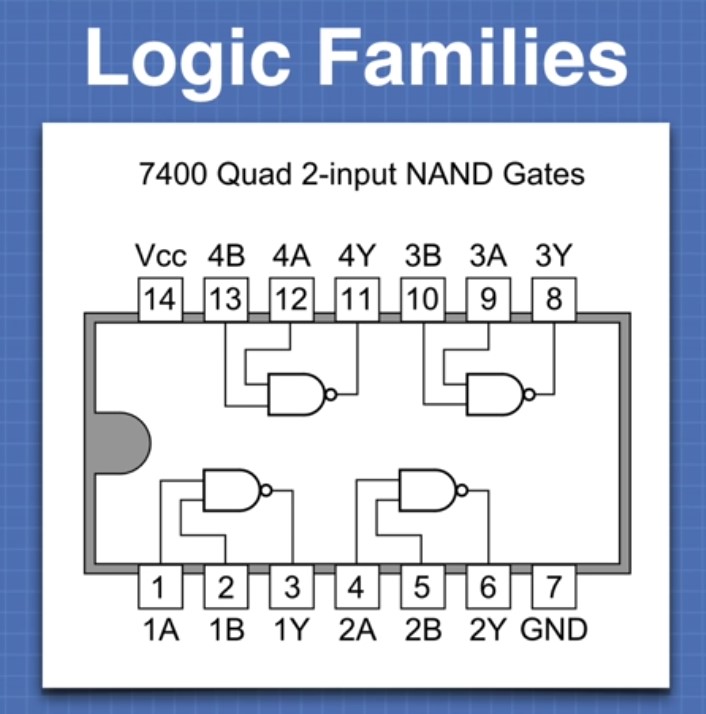 Logic Families
7400 Quad 2-input NAND Gates
Vcc 4B 4A 4Y 3B 3A 3Y
14 13 12 11 10 9 8
1 2 3 4 5 6 7
1A 1B 1Y 2A 2B 2Y GND